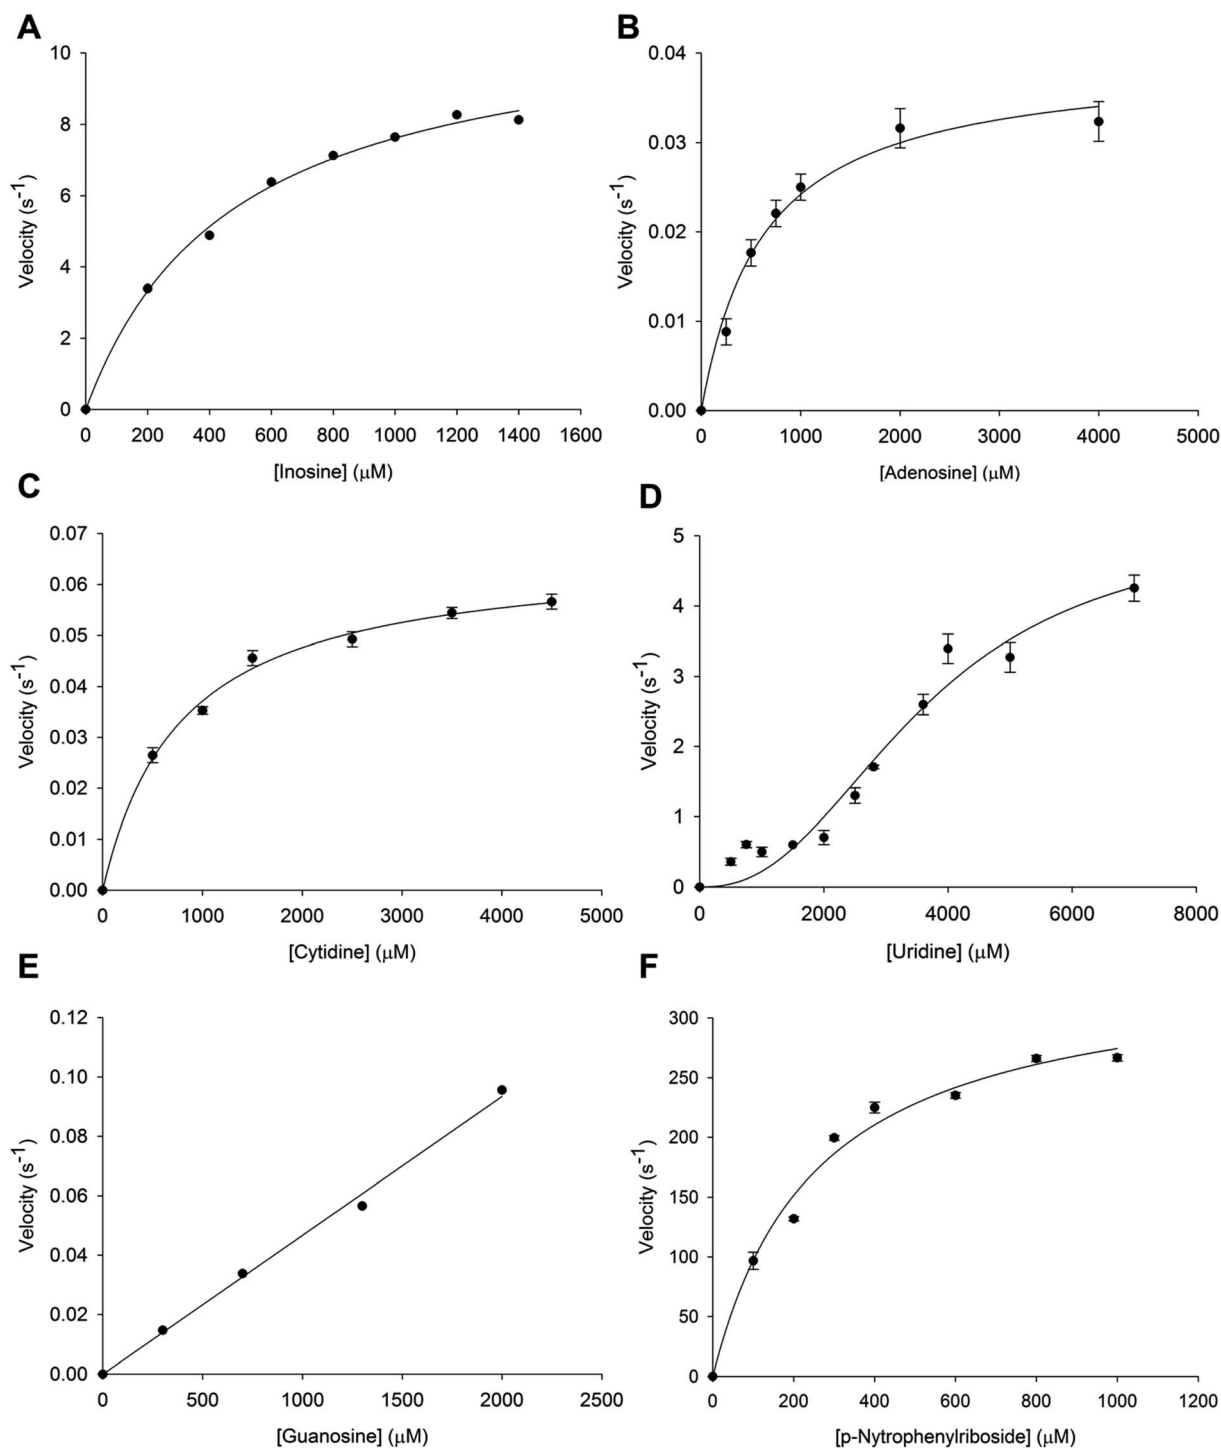 A
10
8
6
4
2
0
Velocity (s-1)
0 200 400 600 800 1000 1200 1400 1600
[Inosine] (μM)
B
0.04
0.03
0.02
0.01
0.00
Velocity (s-1)
0 1000 2000 3000 4000 5000
[Adenosine] (μM)
C
0.07
0.06
0.05
0.04
0.03
0.02
0.01
0.00
Velocity (s-1)
0 1000 2000 3000 4000 5000
[Cytidine] (μM)
D
5
4
3
2
1
0
Velocity (s-1)
0 2000 4000 6000 8000
[Uridine] (μM)
E
0.12
0.10
0.08
0.06
0.04
0.02
0.00
Velocity (s-1)
0 500 1000 1500 2000 2500
[Guanosine] (μM)
F
300
250
200
150
100
50
0
Velocity (s-1)
0 200 400 600 800 1000 1200
[p-Nytrophenylriboside] (μM)